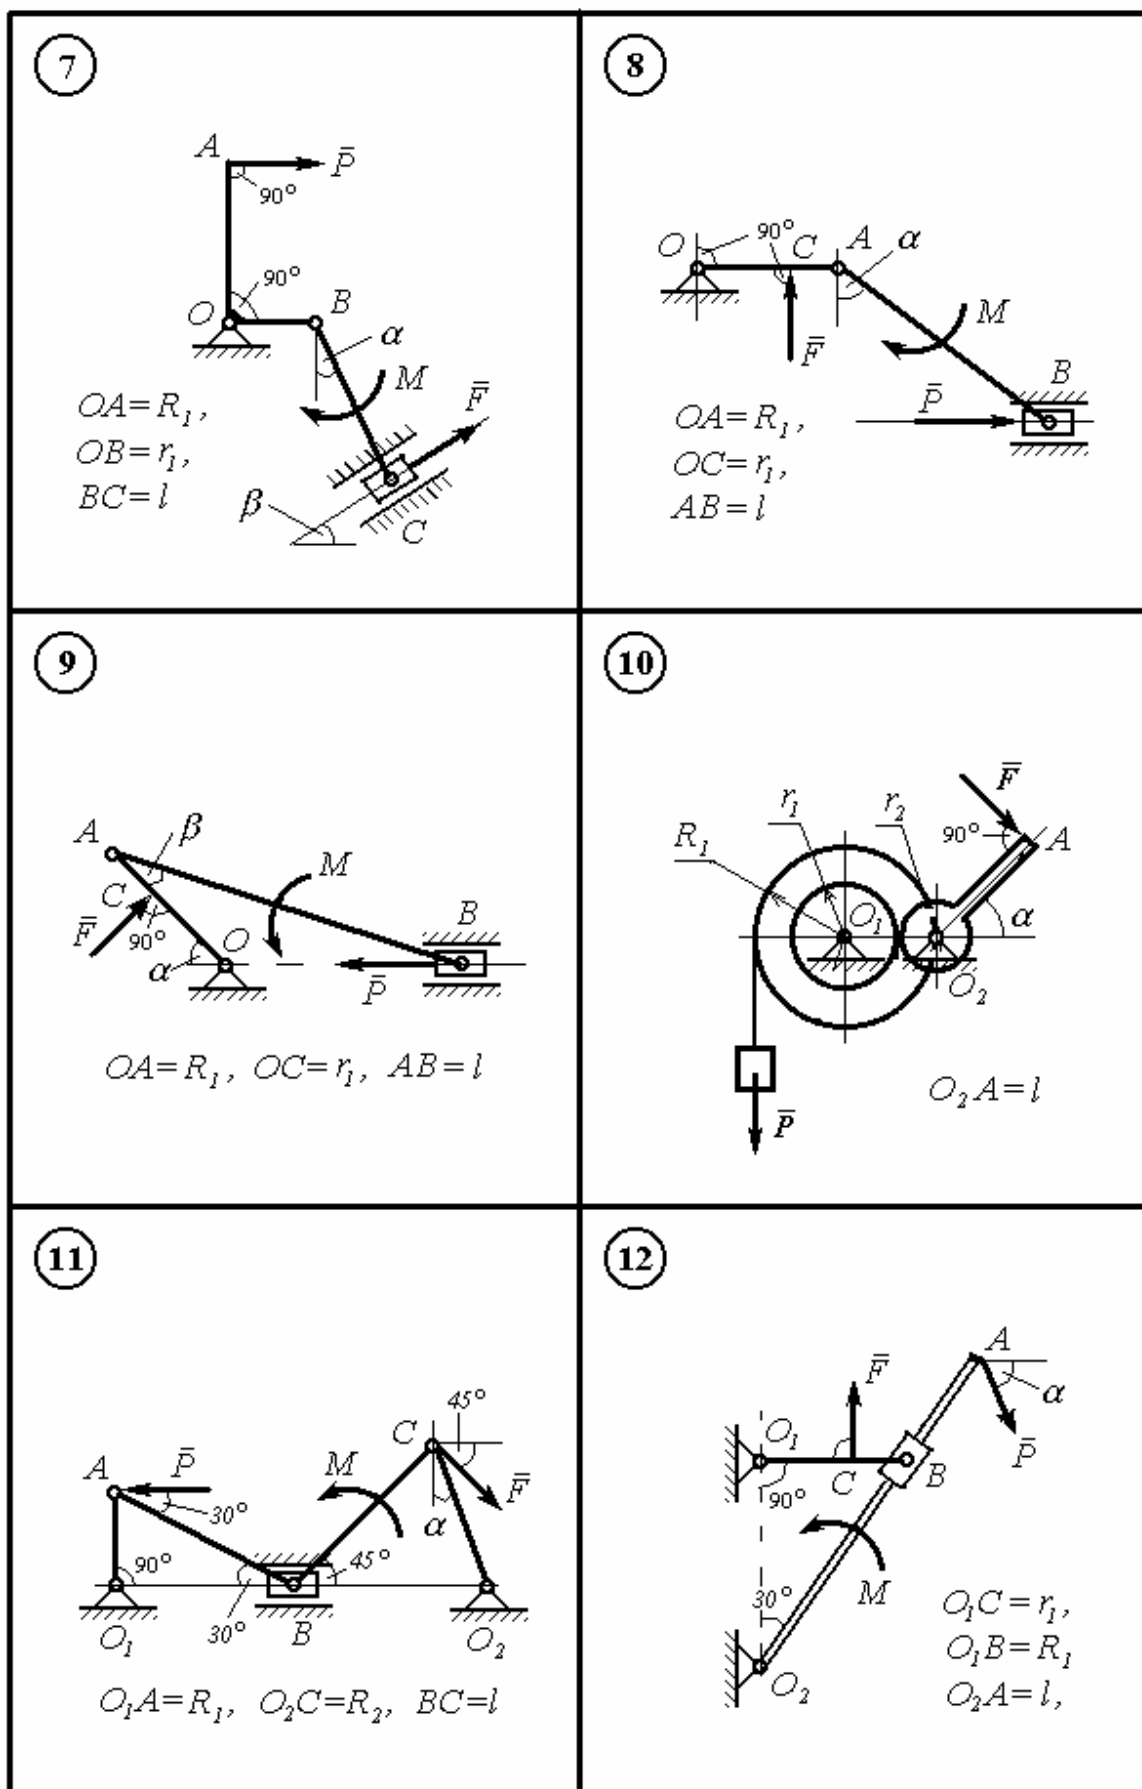 7
A
P̄
90°
90°
O
B
α
M
F̄
OA=R₁,
OB=r₁,
BC=l
β
C
8
O
90°
C
A
α
M
F̄
B
P̄
OA=R₁,
OC=r₁,
AB=l
9
A
β
M
C
B
F̄
90°
O
α
P̄
OA=R₁, OC=r₁, AB=l
10
F̄
r₁
r₂
90°
A
R₁
O₁
α
O₂
O₂A=l
P̄
11
45°
C
P̄
A
M
F̄
30°
α
90°
45°
30°
B
O₁
O₂
O₁A=R₁, O₂C=R₂, BC=l
12
A
F̄
α
O₁
P̄
C
B
90°
M
30°
O₁C=r₁,
O₁B=R₁
O₂
O₂A=l,